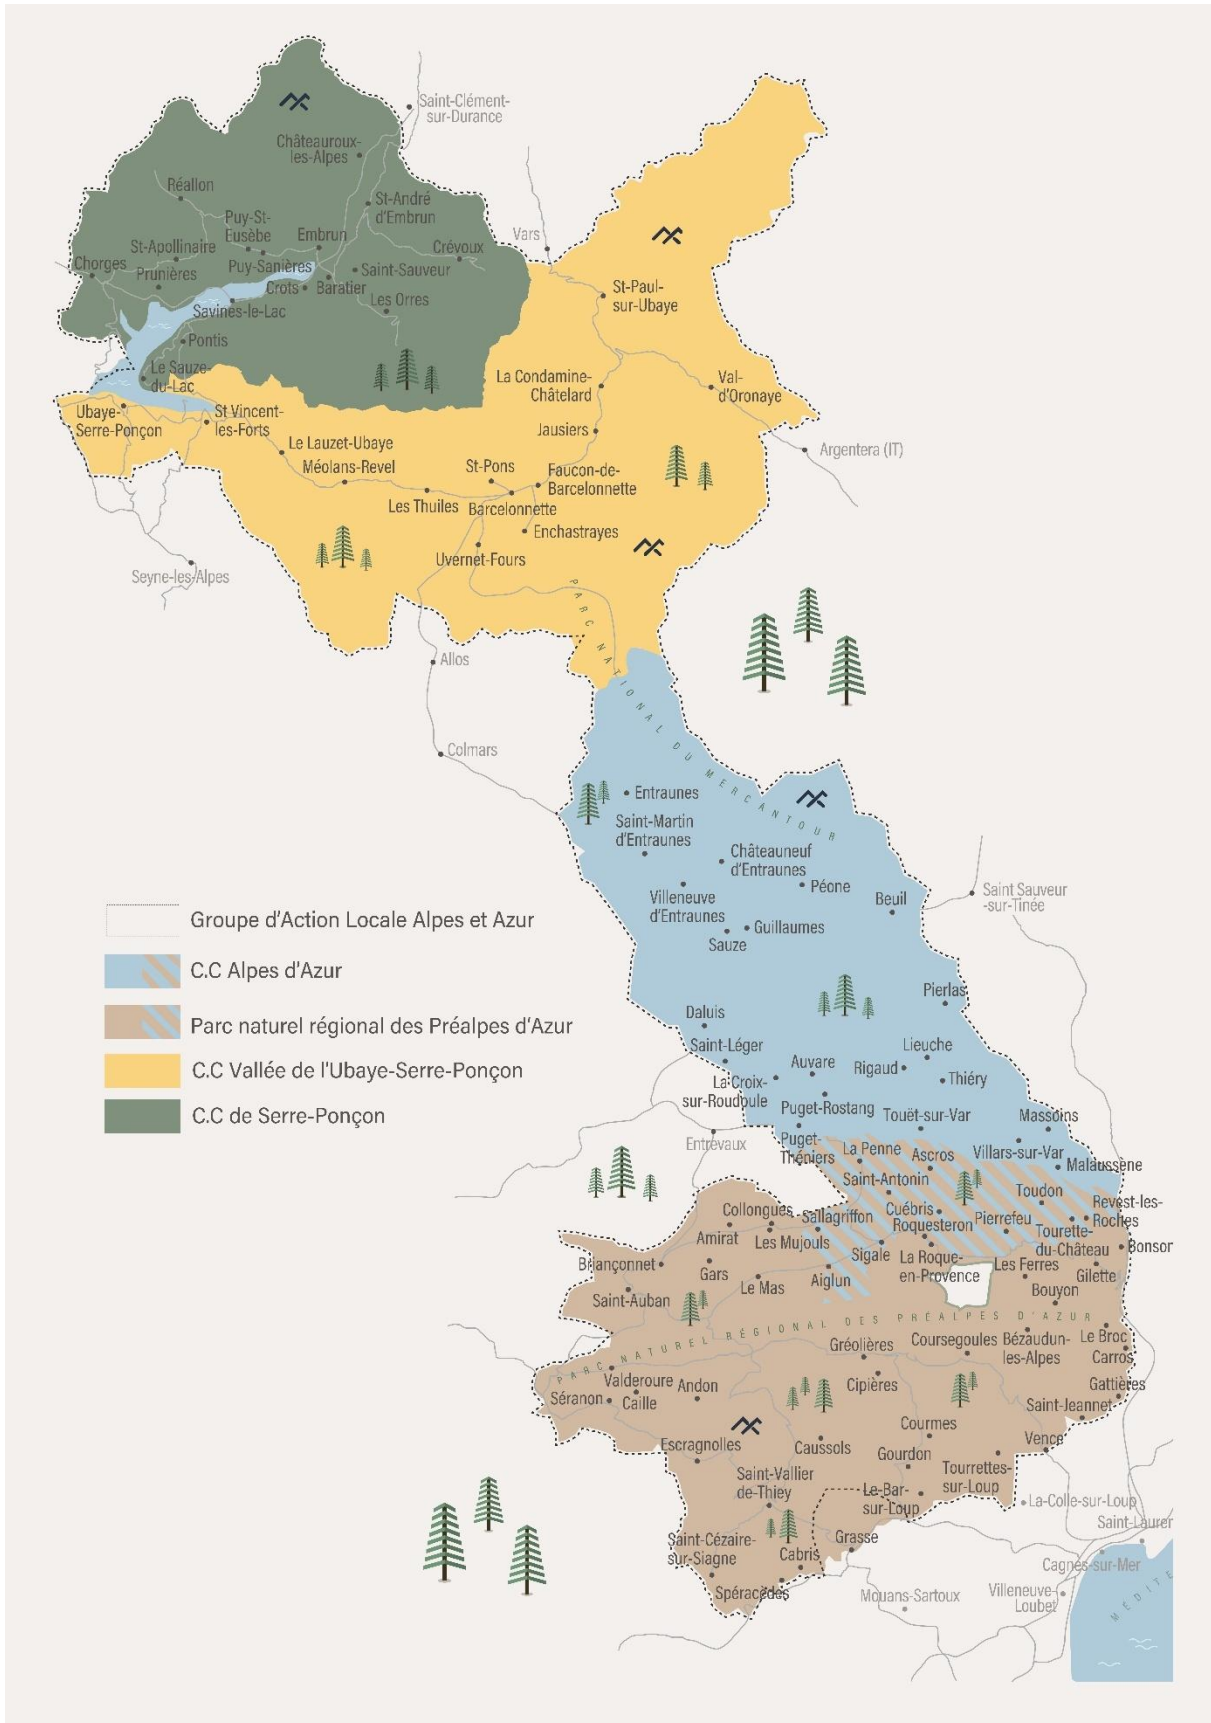 Saint-Clément-
sur-Durance
Châteauroux-
les-Alpes
Réallon
St-André
d'Embrun
Puy-St-
Eusèbe
Embrun
Vars
St-Apollinaire
Crévoux
Chorges
Puy-Sanières
Saint-Sauveur
Prunières
Crots
Baratier
Les Orres
St-Paul-
sur-Ubaye
Savines-le-Lac
Pontis
Le Sauze-
du-Lac
La Condamine-
Châtelard
Val-
d'Oronaye
Ubaye-
Serre-Ponçon
St Vincent-
les-Forts
Jausiers
Le Lauzet-Ubaye
Argentera (IT)
Méolans-Revel
St-Pons
Faucon-de-
Barcelonnette
Les Thuiles
Barcelonnette
Enchastrayes
Uvernet-Fours
Seyne-les-Alpes
PARC NATIONAL DU MERCANTOUR
Allos
Colmars
Entraunes
Saint-Martin
d'Entraunes
Châteauneuf
d'Entraunes
Péone
Villeneuve
d'Entraunes
Beuil
Saint Sauveur
-sur-Tinée
Guillaumes
Sauze
Groupe d'Action Locale Alpes et Azur
C.C Alpes d'Azur
Parc naturel régional des Préalpes d'Azur
C.C Vallée de l'Ubaye-Serre-Ponçon
C.C de Serre-Ponçon
Pierlas
Daluis
Saint-Léger
Lieuche
Auvare
Rigaud
Thiéry
La Croix-
sur-Roudoule
Puget-Rostang
Touët-sur-Var
Massoins
Entrevaux
Puget-
Théniers
La Penne
Ascros
Villars-sur-Var
Malaussène
Saint-Antonin
Toudon
Revest-les-
Roches
Collongues
Sallagriffon
Cuébris
Roquesteron
Pierrefeu
Tourette-
du-Château
Amirat
Les Mujouls
Sigale
La Roque-
en-Provence
Bonson
Briançonnet
Gars
Le Mas
Aiglun
Les Ferres
Gilette
Saint-Auban
Bouyon
PARC NATUREL RÉGIONAL DES PRÉALPES D'AZUR
Gréolières
Coursegoules
Bézaudun-
les-Alpes
Le Broc
Carros
Valderoure
Andon
Cipières
Gattières
Séranon
Caille
Saint-Jeannet
Escragnolles
Caussols
Courmes
Vence
Gourdon
Tourrettes-
sur-Loup
Saint-Vallier
de-Thiey
Le-Bar-
sur-Loup
La-Colle-sur-Loup
Saint-Laurer
Saint-Cézaire-
sur-Siagne
Grasse
Cabris
Cagnes-sur-Mer
Spéracèdes
Mouans-Sartoux
Villeneuve-
Loubet
MÉDITE